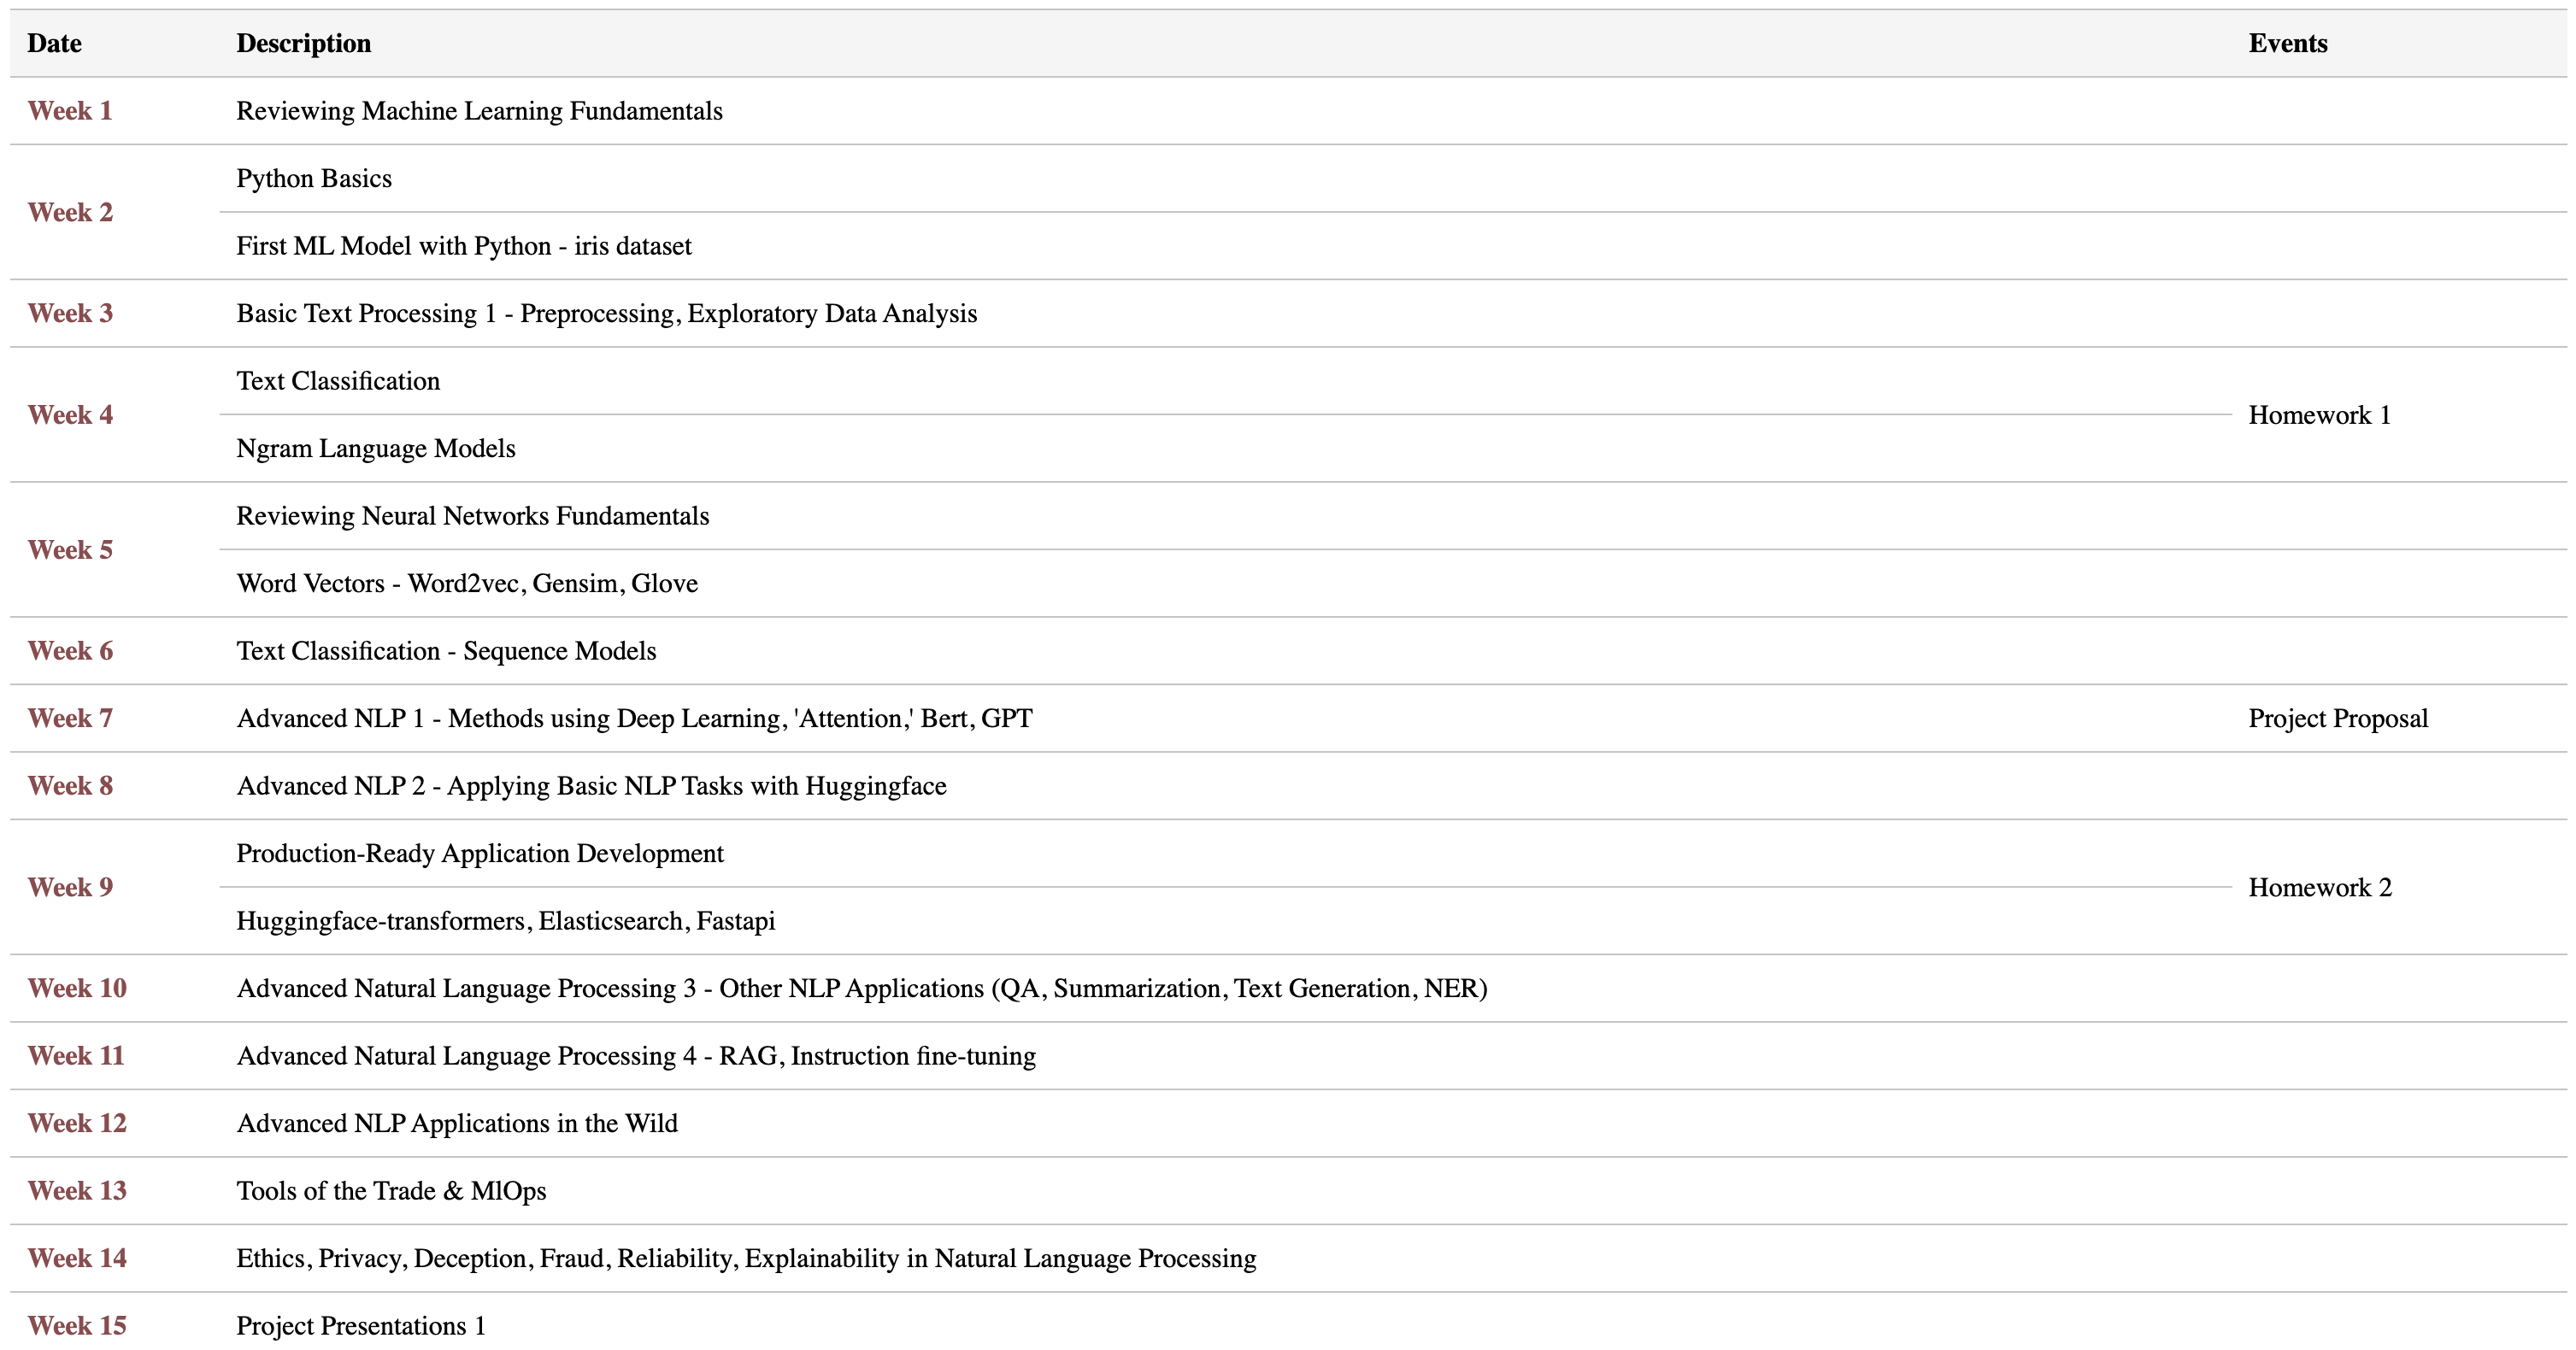 Date Description Events
Week 1 Reviewing Machine Learning Fundamentals
Week 2
Python Basics
First ML Model with Python - iris dataset
Week 3 Basic Text Processing 1 - Preprocessing, Exploratory Data Analysis
Week 4
Text Classification
Ngram Language Models
Homework 1
Week 5
Reviewing Neural Networks Fundamentals
Word Vectors - Word2vec, Gensim, Glove
Week 6 Text Classification - Sequence Models
Week 7 Advanced NLP 1 - Methods using Deep Learning, 'Attention,' Bert, GPT Project Proposal
Week 8 Advanced NLP 2 - Applying Basic NLP Tasks with Huggingface
Week 9
Production-Ready Application Development
Huggingface-transformers, Elasticsearch, Fastapi
Homework 2
Week 10 Advanced Natural Language Processing 3 - Other NLP Applications (QA, Summarization, Text Generation, NER)
Week 11 Advanced Natural Language Processing 4 - RAG, Instruction fine-tuning
Week 12 Advanced NLP Applications in the Wild
Week 13 Tools of the Trade & MlOps
Week 14 Ethics, Privacy, Deception, Fraud, Reliability, Explainability in Natural Language Processing
Week 15 Project Presentations 1